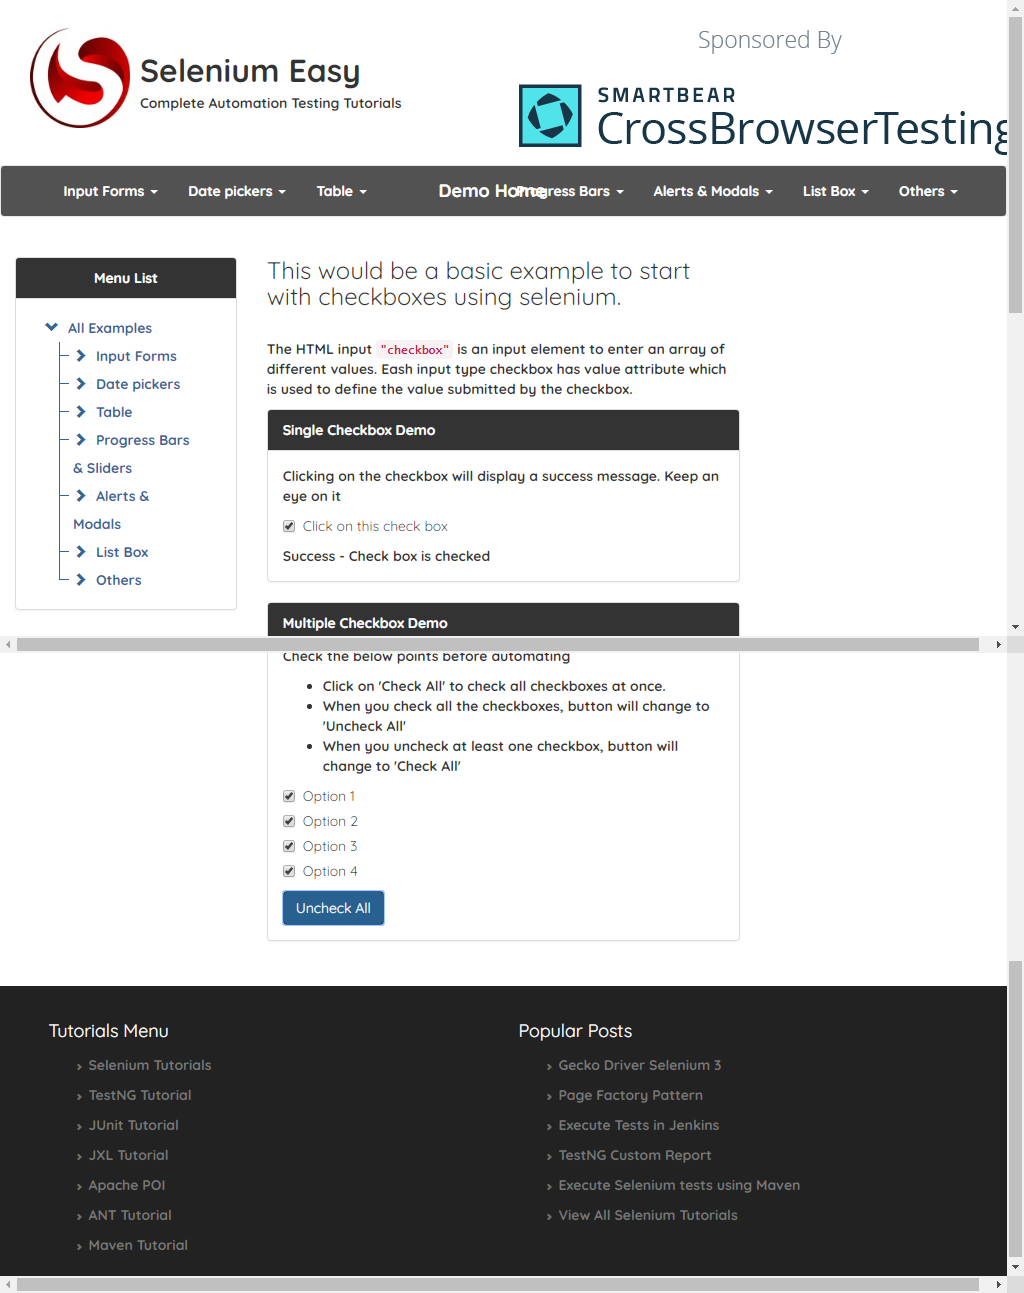 Selenium Easy
Complete Automation Testing Tutorials
Sponsored By
SMARTBEAR
CrossBrowserTesting
Input Forms
Date pickers
Table
Demo Home
Progress Bars
Alerts & Modals
List Box
Others
Menu List
All Examples
Input Forms
Date pickers
Table
Progress Bars
& Sliders
Alerts &
Modals
List Box
Others
This would be a basic example to start
with checkboxes using selenium.
The HTML input "checkbox" is an input element to enter an array of
different values. Eash input type checkbox has value attribute which
is used to define the value submitted by the checkbox.
Single Checkbox Demo
Clicking on the checkbox will display a success message. Keep an
eye on it
Click on this check box
Success - Check box is checked
Multiple Checkbox Demo
Check the below points before automating
• Click on 'Check All' to check all checkboxes at once.
• When you check all the checkboxes, button will change to
'Uncheck All'
• When you uncheck at least one checkbox, button will
change to 'Check All'
Option 1
Option 2
Option 3
Option 4
Uncheck All
Tutorials Menu
Selenium Tutorials
TestNG Tutorial
JUnit Tutorial
JXL Tutorial
Apache POI
ANT Tutorial
Maven Tutorial
Popular Posts
Gecko Driver Selenium 3
Page Factory Pattern
Execute Tests in Jenkins
TestNG Custom Report
Execute Selenium tests using Maven
View All Selenium Tutorials